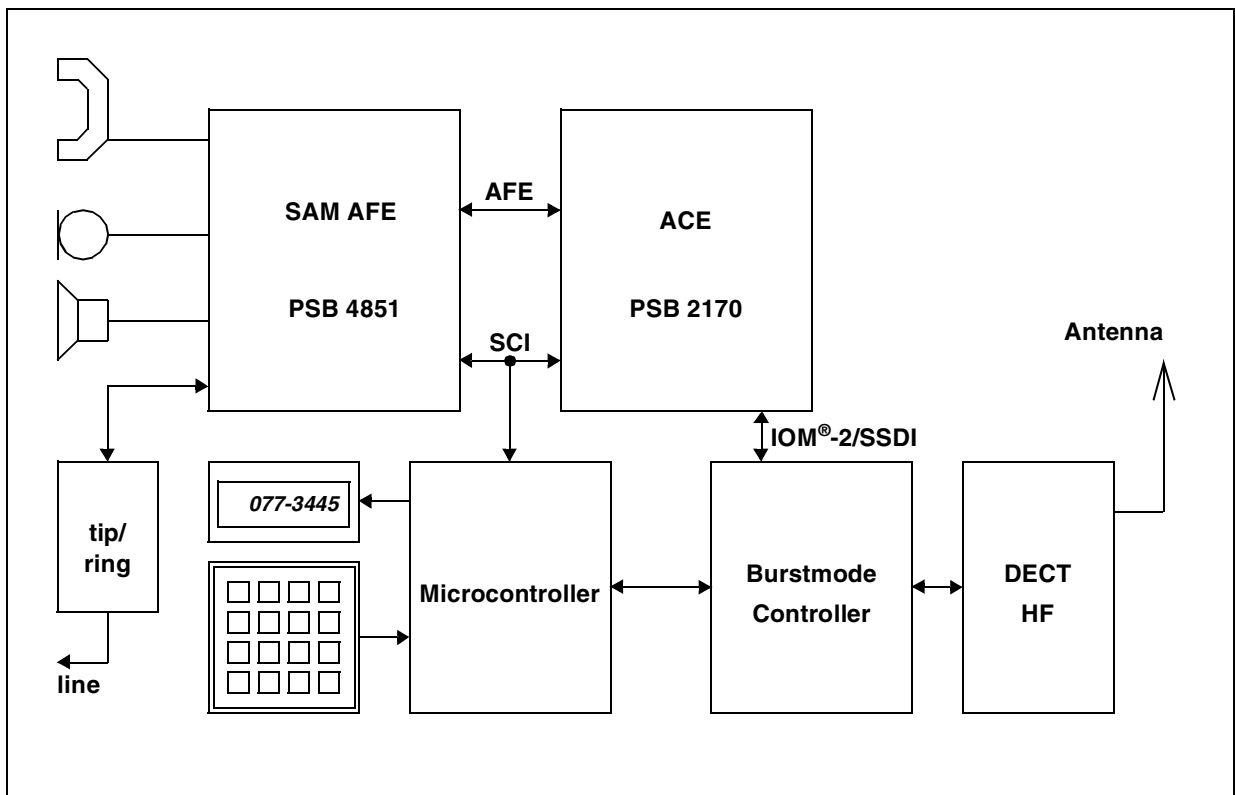 SAM AFE
PSB 4851
AFE
SCI
ACE
PSB 2170
Antenna
IOM®-2/SSDI
tip/
ring
line
077-3445
Microcontroller
Burstmode
Controller
DECT
HF